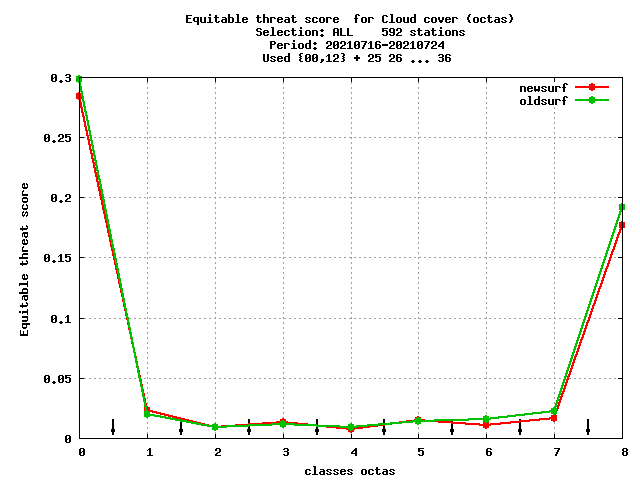 Equitable threat score  for Cloud cover (octas)
Selection: ALL    592 stations
Period: 20210716-20210724
Used {00,12} + 25 26 ... 36
newsurf
oldsurf
0.3
0.25
0.2
0.15
0.1
0.05
0
Equitable threat score
0 1 2 3 4 5 6 7 8
classes octas